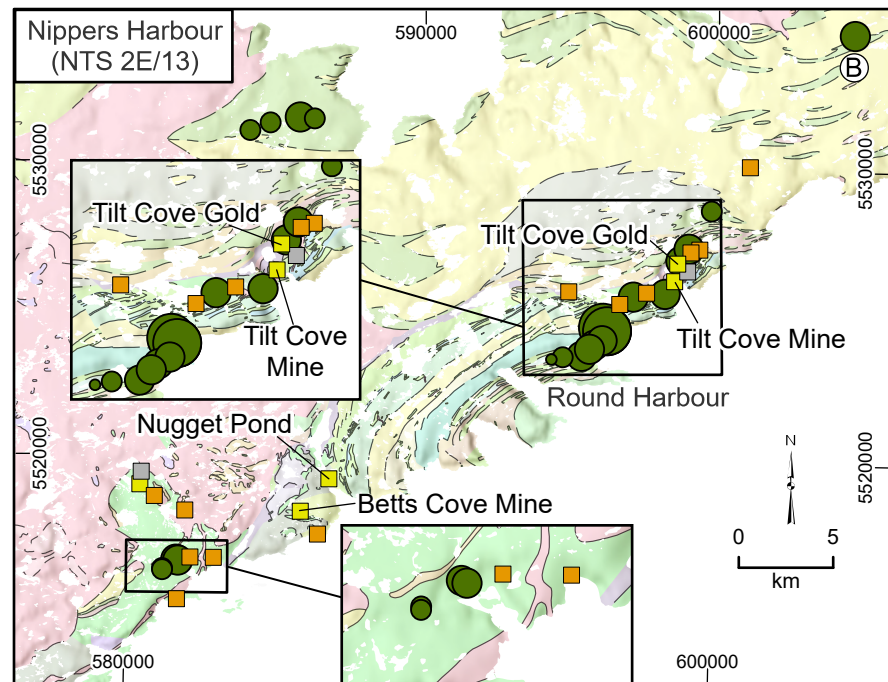 Nippers Harbour
(NTS 2E/13)
590000
600000
B
5530000
5530000
Tilt Cove Gold
Tilt Cove
Mine
Tilt Cove Gold
Tilt Cove Mine
Round Harbour
Nugget Pond
Betts Cove Mine
5520000
5520000
N
0 5
km
580000
600000